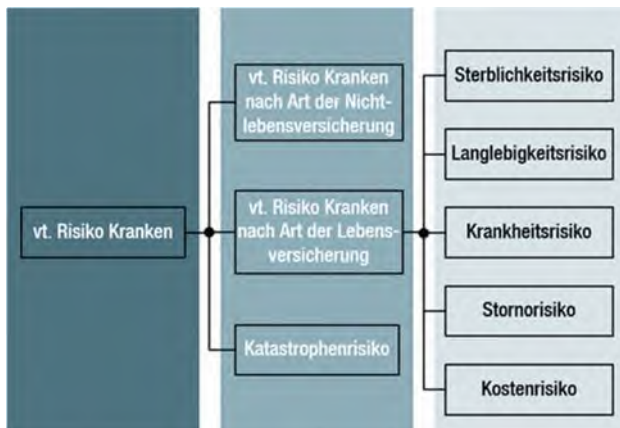 vt. Risiko Kranken
vt. Risiko Kranken
nach Art der Nicht-
lebensversicherung
vt. Risiko Kranken
nach Art der Lebens-
versicherung
Katastrophenrisiko
Sterblichkeitsrisiko
Langlebigkeitsrisiko
Krankheitsrisiko
Stornorisiko
Kostenrisiko